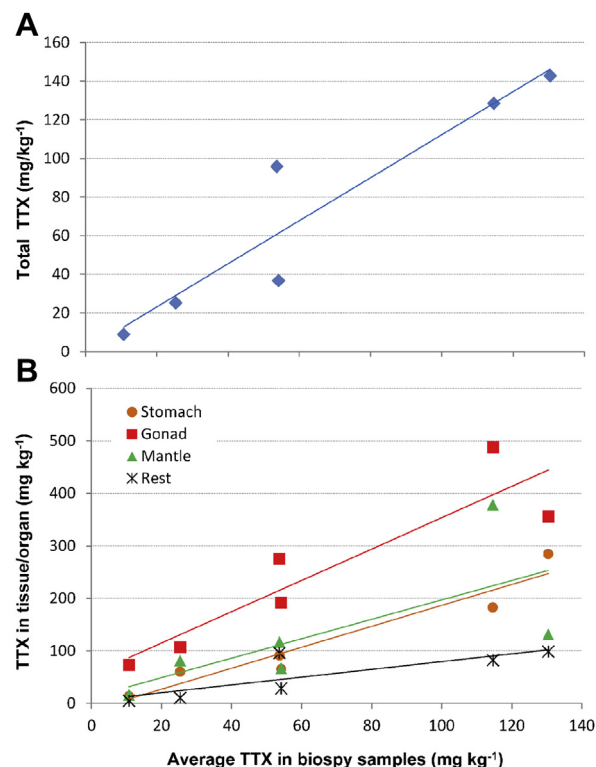 A
160
140
120
100
80
60
40
20
0
Total TTX (mg/kg-1)
B
600
500
400
300
200
100
0
TTX in tissue/organ (mg kg-1)
Stomach
Gonad
Mantle
Rest
0 20 40 60 80 100 120 140
Average TTX in biospy samples (mg kg-1)